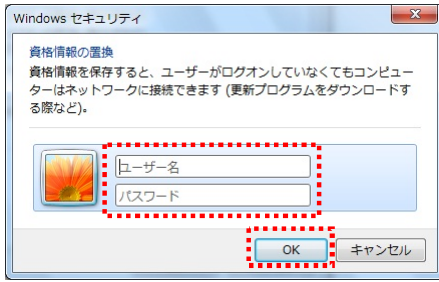 Windows セキュリティ
資格情報の置換
資格情報を保存すると、ユーザーがログオンしていなくてもコンピュー
ターはネットワークに接続できます (更新プログラムをダウンロードす
る際など)。
ユーザー名
パスワード
OK
キャンセル